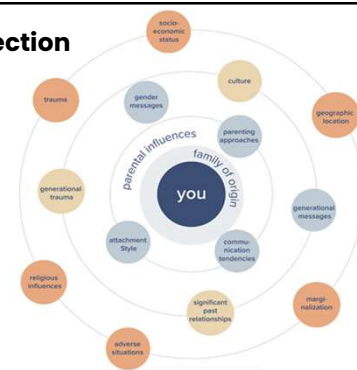 ection
socio-
economic
status
culture
gender
messages
trauma
geographic
location
parenting
approaches
parental influences
family of origin
you
generational
trauma
generational
messages
attachment
Style
commu-
nication
tendencies
religious
influences
significant
past
relationships
margi-
nalization
adverse
situations